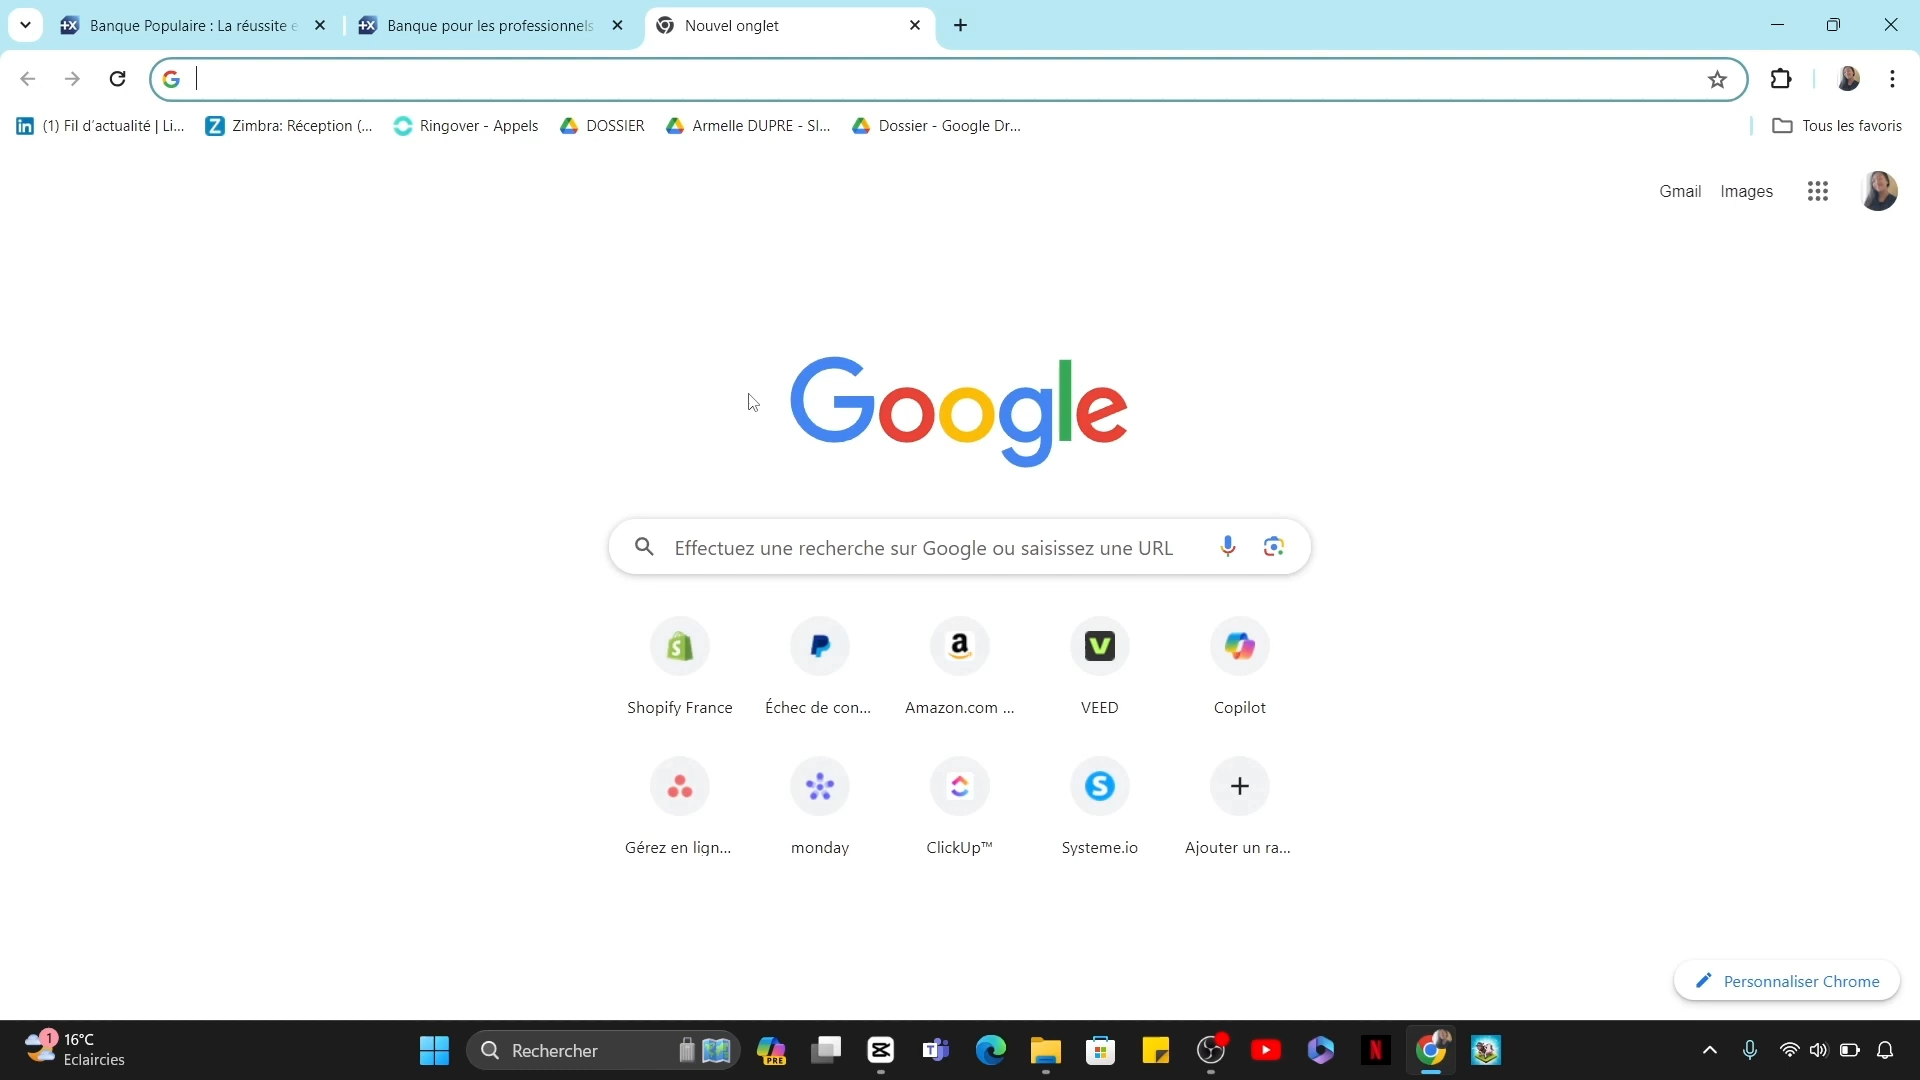 Banque Populaire : La réussite e
Banque pour les professionnels
Nouvel onglet
(1) Fil d'actualité | Li...
Zimbra: Réception (...
Ringover - Appels
DOSSIER
Armelle DUPRE - SI...
Dossier - Google Dr...
Tous les favoris
Gmail
Images
Google
Effectuez une recherche sur Google ou saisissez une URL
Shopify France
Échec de con...
Amazon.com ...
VEED
Copilot
Gérez en lign...
monday
ClickUp™
Systeme.io
Ajouter un ra...
Personnaliser Chrome
1
16°C
Eclaircies
Rechercher
PRE